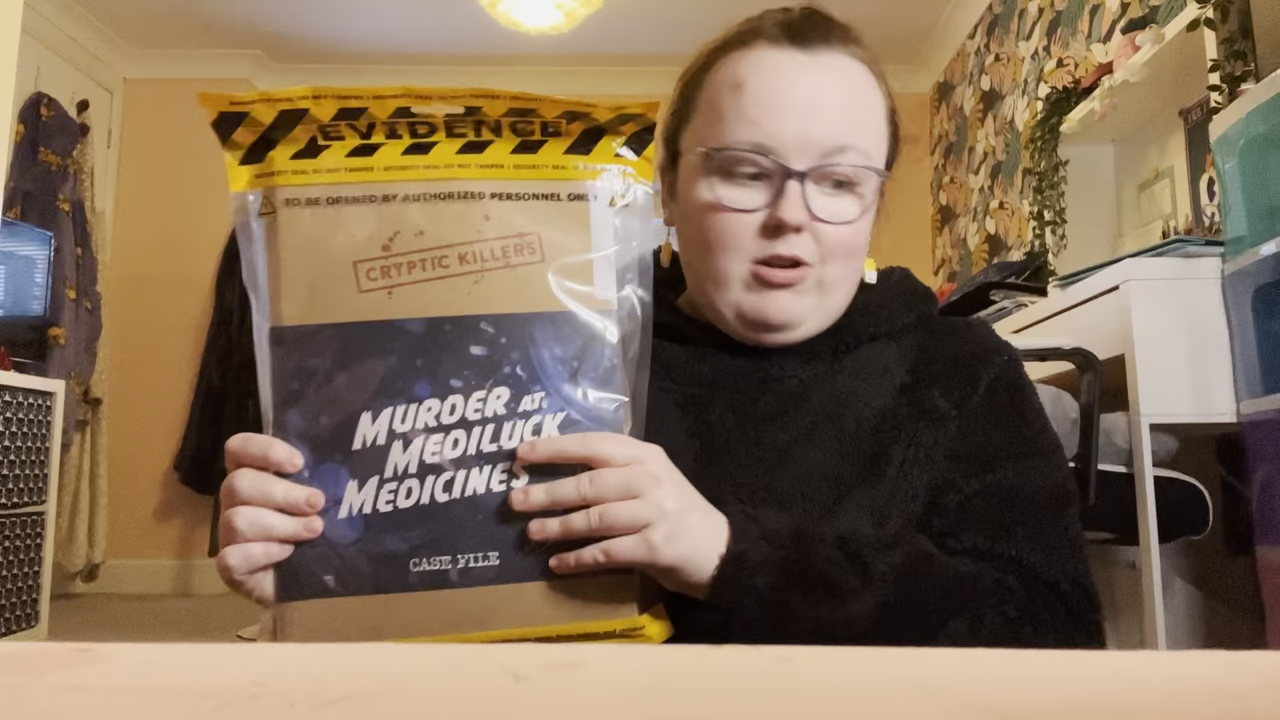 EVIDENCE
TO BE OPENED BY AUTHORIZED PERSONNEL ONLY
CRYPTIC KILLERS
MURDER AT
MEDILUCK
MEDICINES
CASE FILE